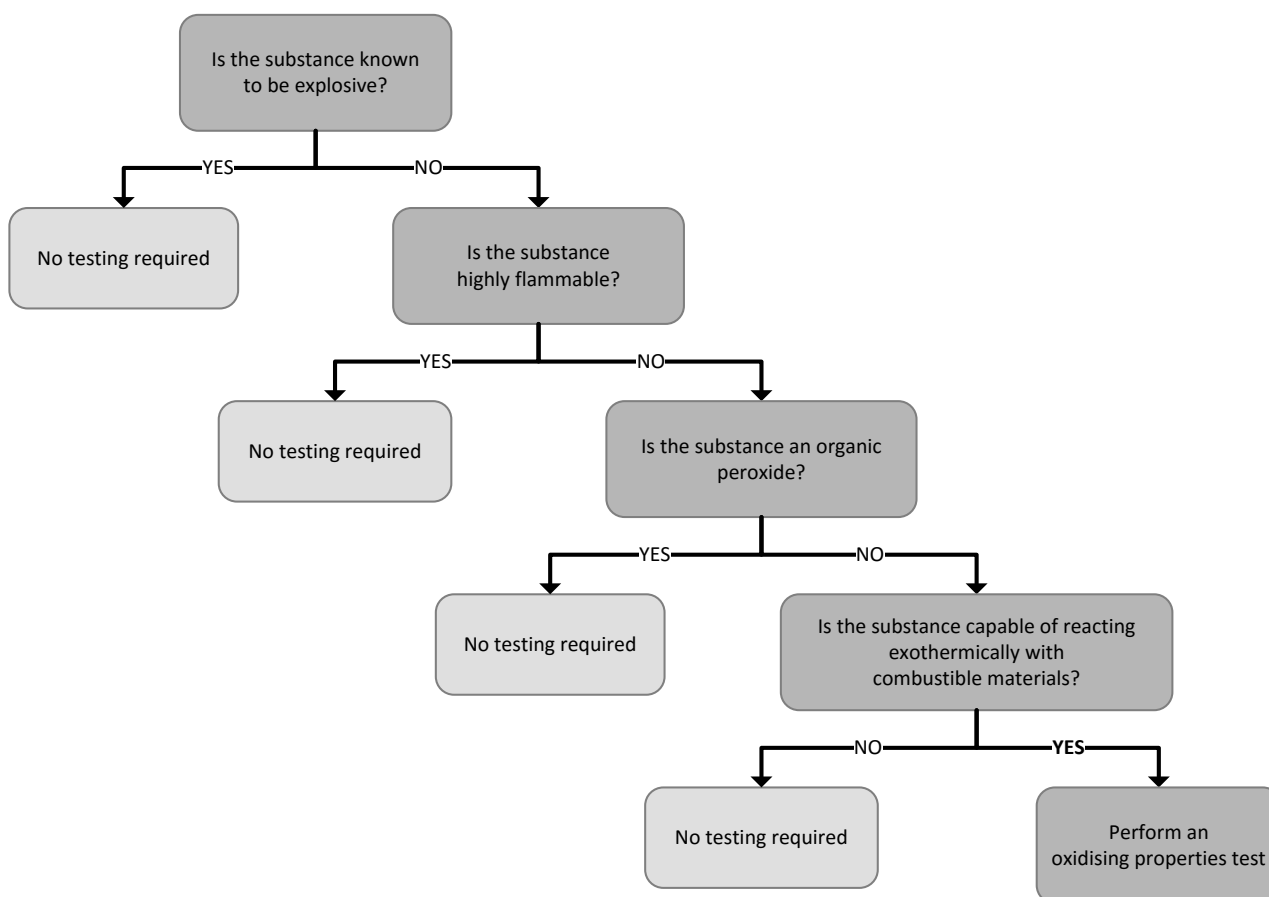 Is the substance known
to be explosive?
YES
NO
No testing required
Is the substance
highly flammable?
YES
NO
No testing required
Is the substance an organic
peroxide?
YES
NO
No testing required
Is the substance capable of reacting
exothermically with
combustible materials?
NO
YES
No testing required
Perform an
oxidising properties test